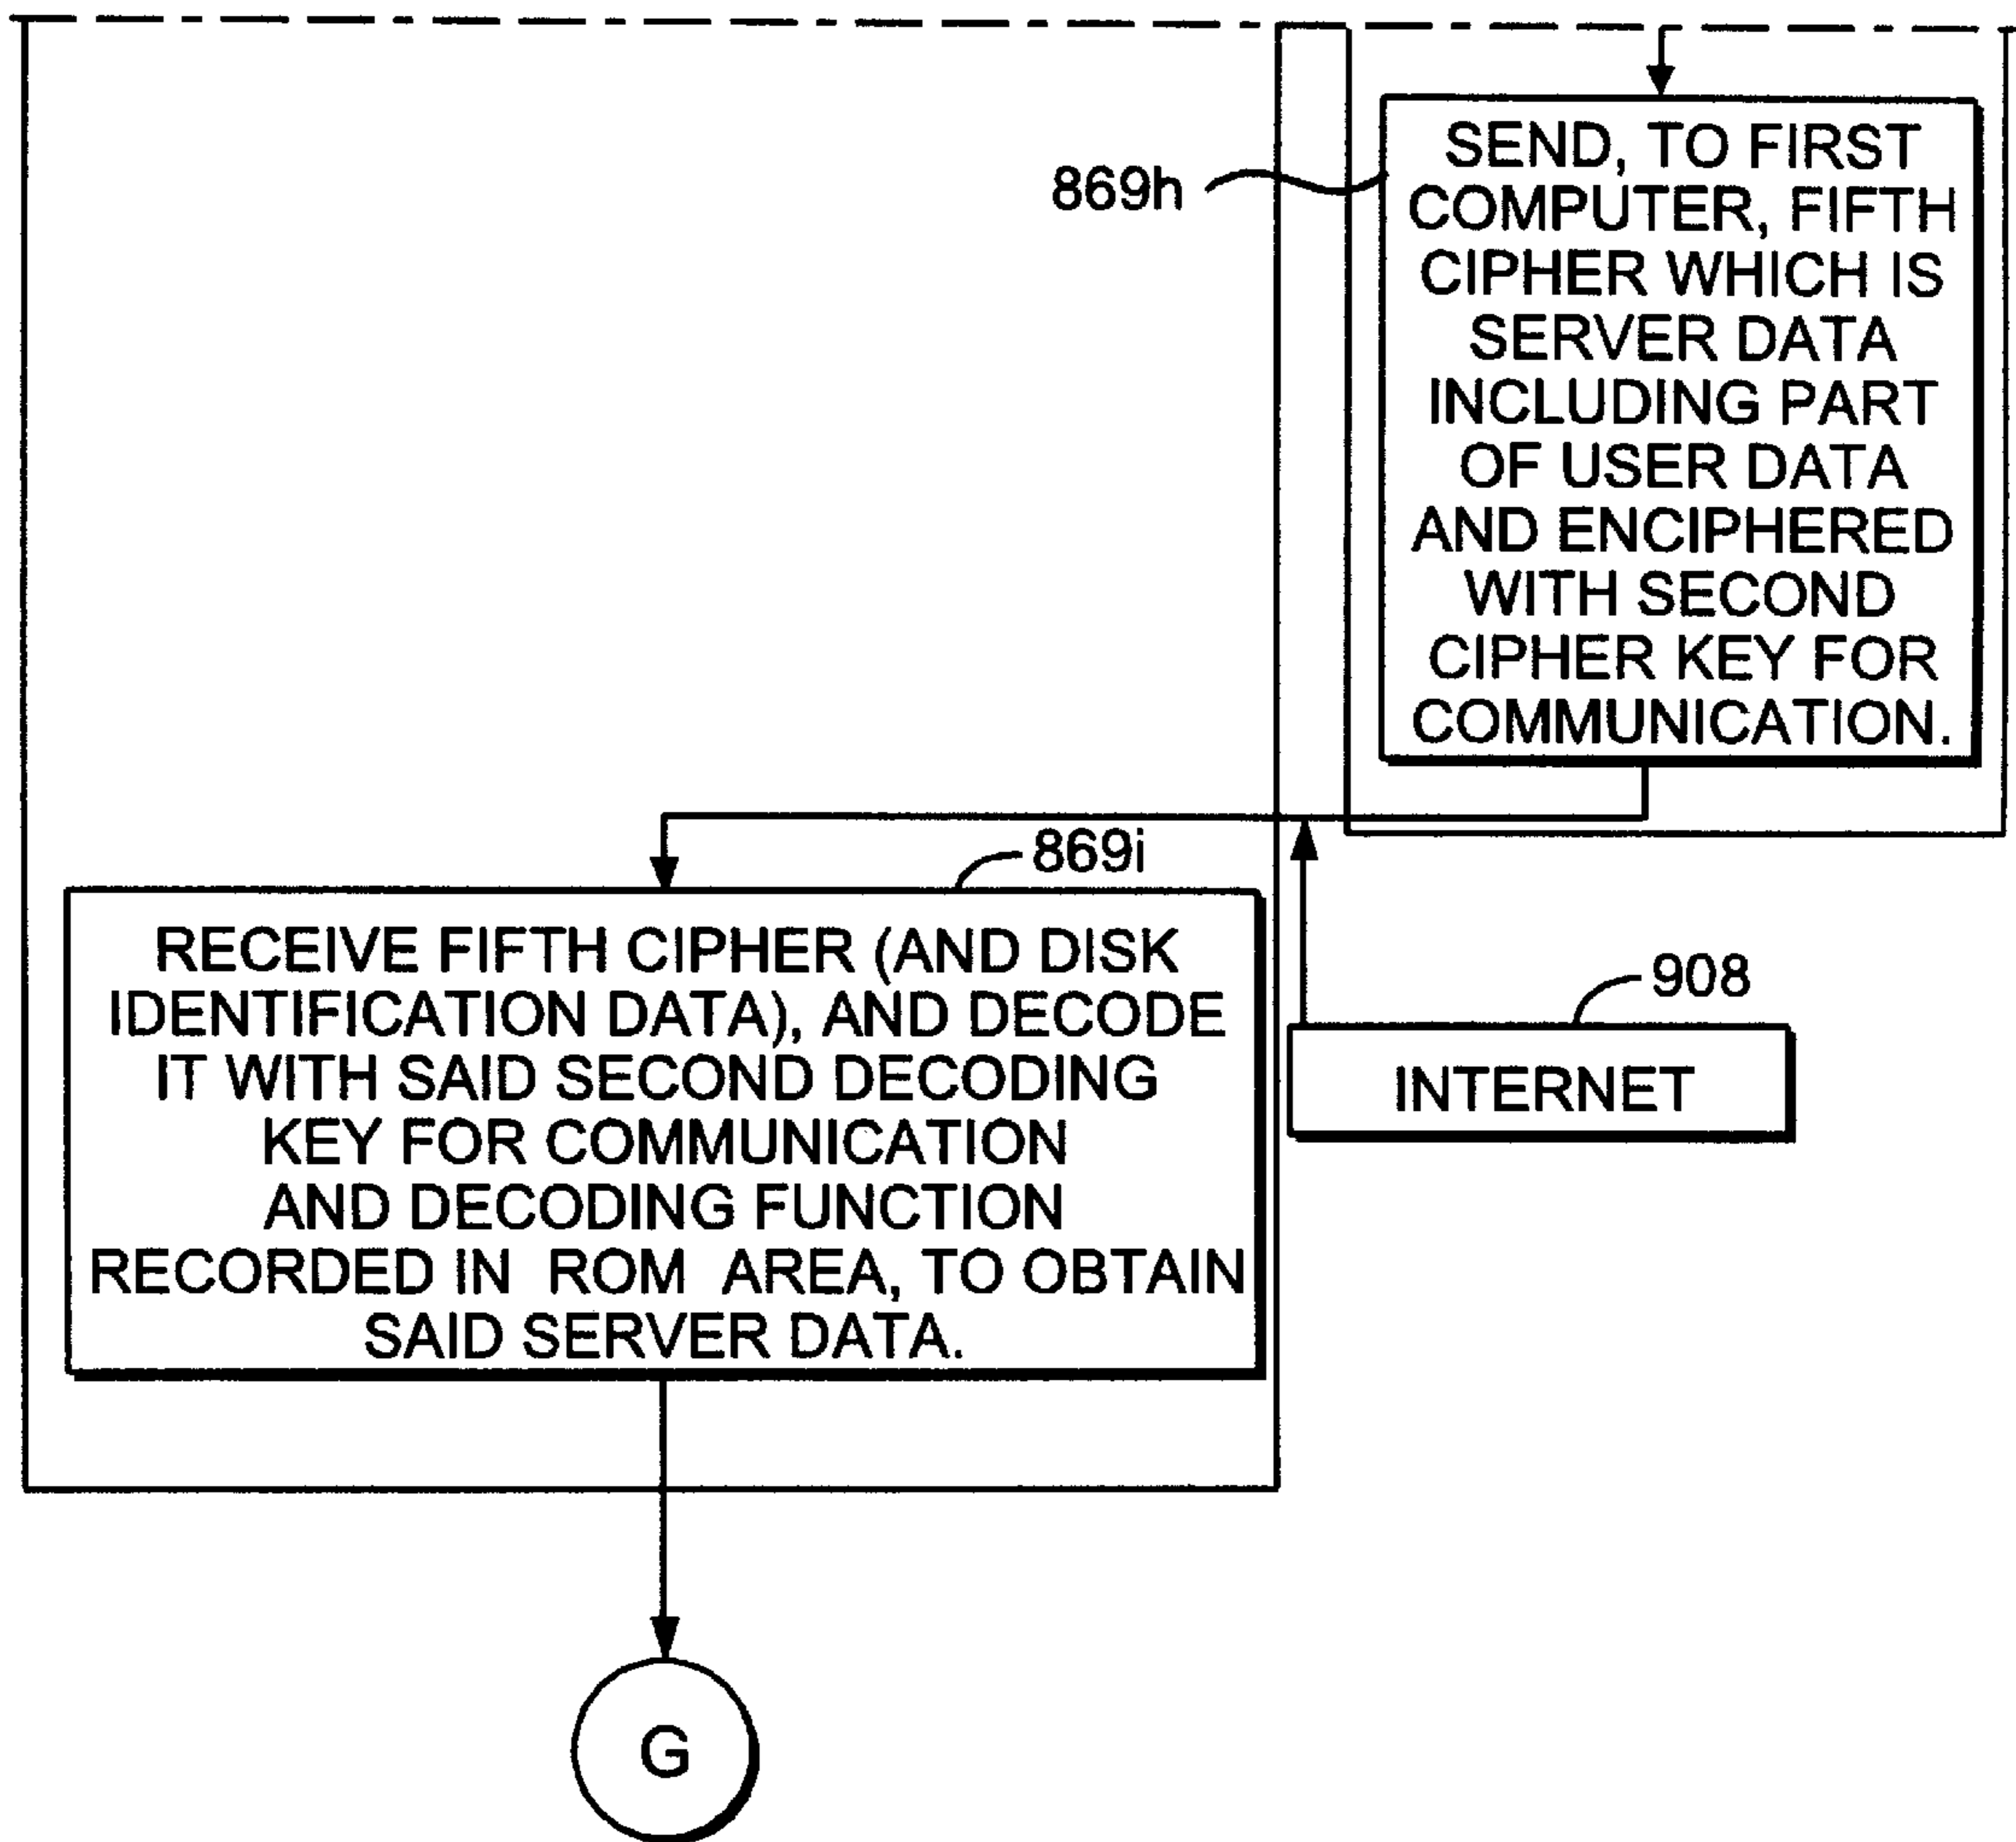 869h
SEND, TO FIRST
COMPUTER, FIFTH
CIPHER WHICH IS
SERVER DATA
INCLUDING PART
OF USER DATA
AND ENCIPHERED
WITH SECOND
CIPHER KEY FOR
COMMUNICATION.
869i
RECEIVE FIFTH CIPHER (AND DISK
IDENTIFICATION DATA), AND DECODE
IT WITH SAID SECOND DECODING
KEY FOR COMMUNICATION
AND DECODING FUNCTION
RECORDED IN ROM AREA, TO OBTAIN
SAID SERVER DATA.
908
INTERNET
G